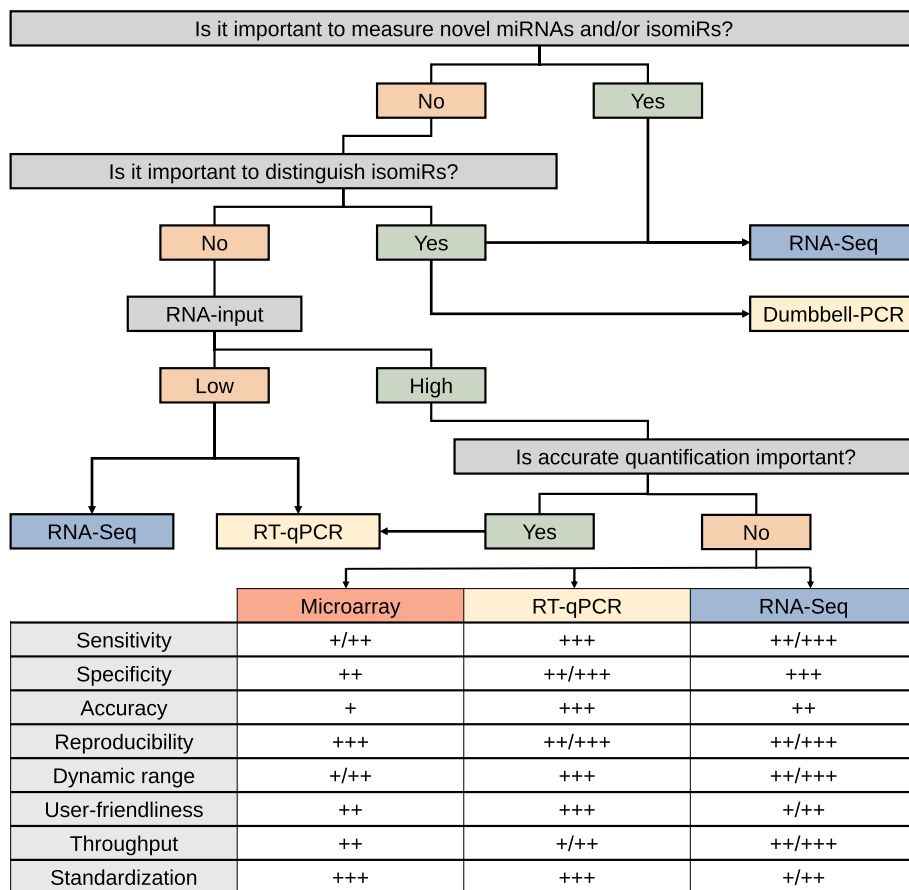 Is it important to measure novel miRNAs and/or isomiRs?
No
Yes
Is it important to distinguish isomiRs?
No
Yes
RNA-Seq
RNA-input
Dumbbell-PCR
Low
High
Is accurate quantification important?
RNA-Seq
RT-qPCR
Yes
No
Microarray RT-qPCR RNA-Seq
Sensitivity +/++ +++ ++/+++
Specificity ++ ++/+++ +++
Accuracy + +++ ++
Reproducibility +++ ++/+++ ++/+++
Dynamic range +/++ +++ ++/+++
User-friendliness ++ +++ +/++
Throughput ++ +/++ ++/+++
Standardization +++ +++ +/++